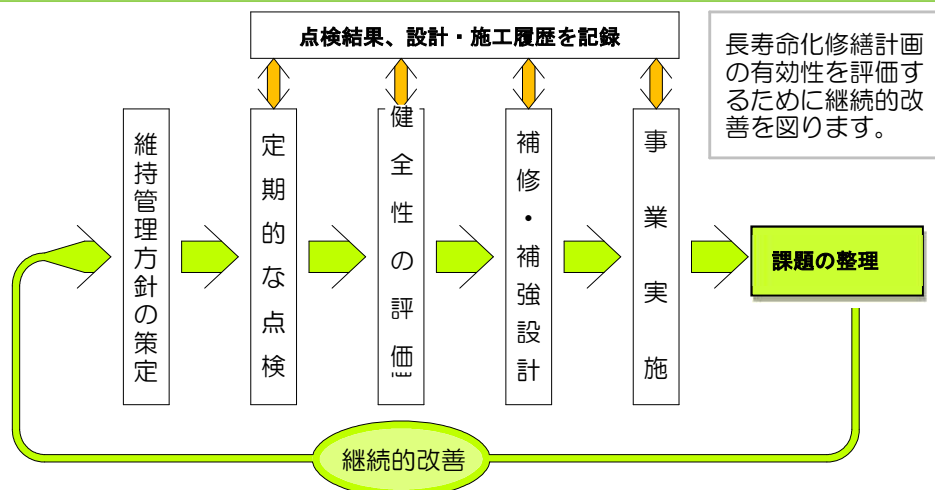 点検結果、設計・施工履歴を記録
長寿命化修繕計画
の有効性を評価す
るために継続的改
善を図ります。
維持管理方針の策定
定期的な点検
健全性の評価
補修・補強設計
事業実施
課題の整理
継続的改善